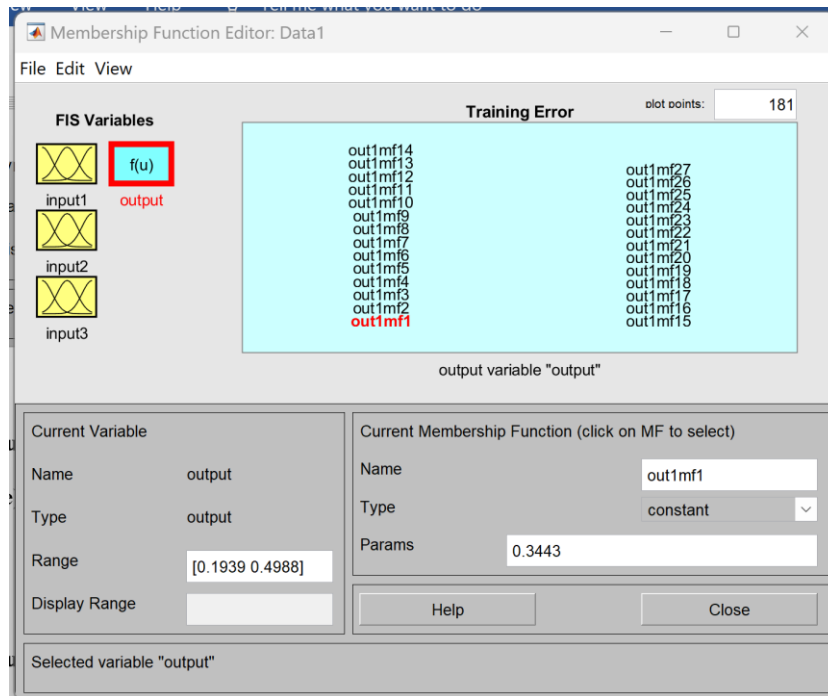 Membership Function Editor: Data1
File Edit View
FIS Variables
f(u)
input1
output
input2
input3
Training Error
plot points:
181
out1mf14
out1mf13
out1mf12
out1mf11
out1mf10
out1mf9
out1mf8
out1mf7
out1mf6
out1mf5
out1mf4
out1mf3
out1mf2
out1mf1
out1mf27
out1mf26
out1mf25
out1mf24
out1mf23
out1mf22
out1mf21
out1mf20
out1mf19
out1mf18
out1mf17
out1mf16
out1mf15
output variable "output"
Current Variable
Name output
Type output
Range [0.1939 0.4988]
Display Range
Current Membership Function (click on MF to select)
Name out1mf1
Type constant
Params 0.3443
Help Close
Selected variable "output"